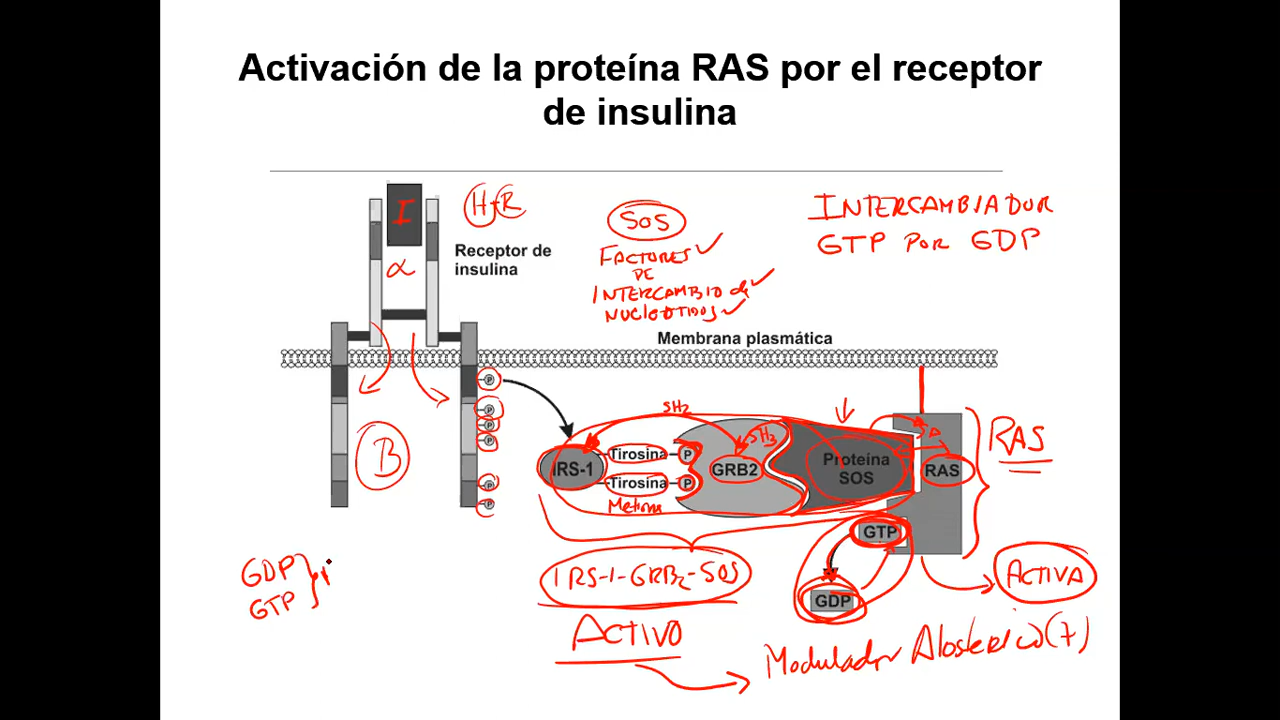 Activación de la proteína RAS por el receptor
de insulina
I
H+R
Receptor de
insulina
α
SOS
FACTORES
DE
INTERCAMBIO de
NUCLEOTIDOS
INTERCAMBIADOR
GTP POR GDP
Membrana plasmática
P
P
P
P
P
P
B
SH2
SH3
IRS-1
Tirosina
P
Tirosina
P
GRB2
Proteína
SOS
RAS
RAS
GTP
GDP
IRS-1-GRB2-SOS
ACTIVO
ACTIVA
Modulador Alosterico (7)
GDP
GTP